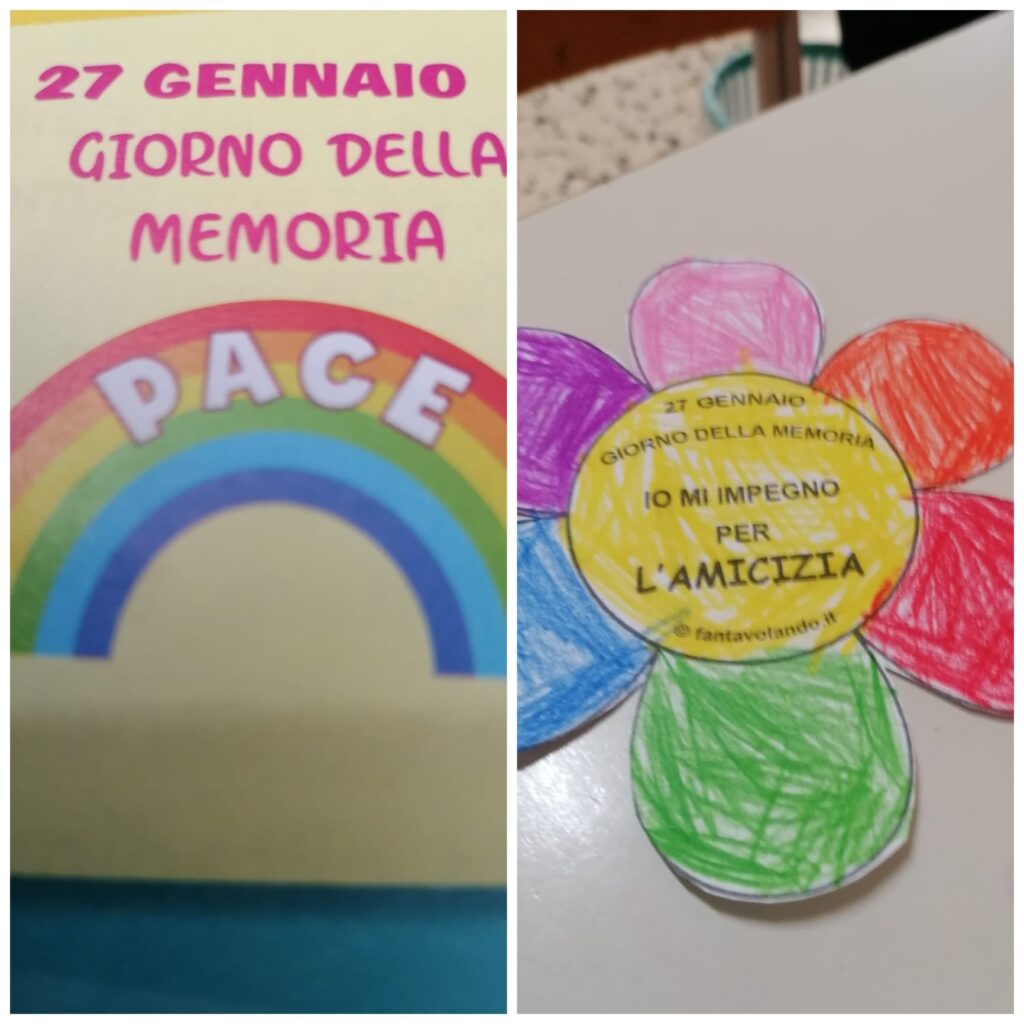 27 GENNAIO
GIORNO DELLA
MEMORIA
PACE
27 GENNAIO
GIORNO DELLA MEMORIA
IO MI IMPEGNO
PER
L'AMICIZIA
© fantavolando.it